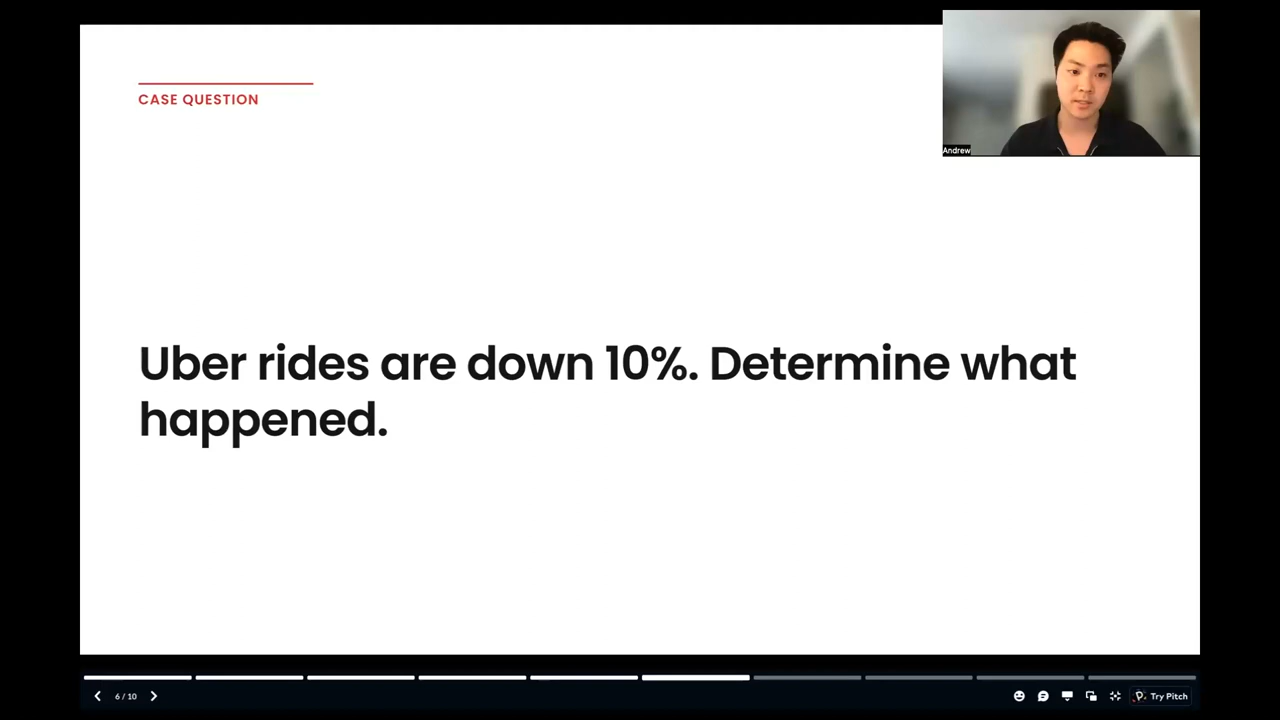 CASE QUESTION
Andrew
Uber rides are down 10%. Determine what
happened.
6 / 10
Try Pitch